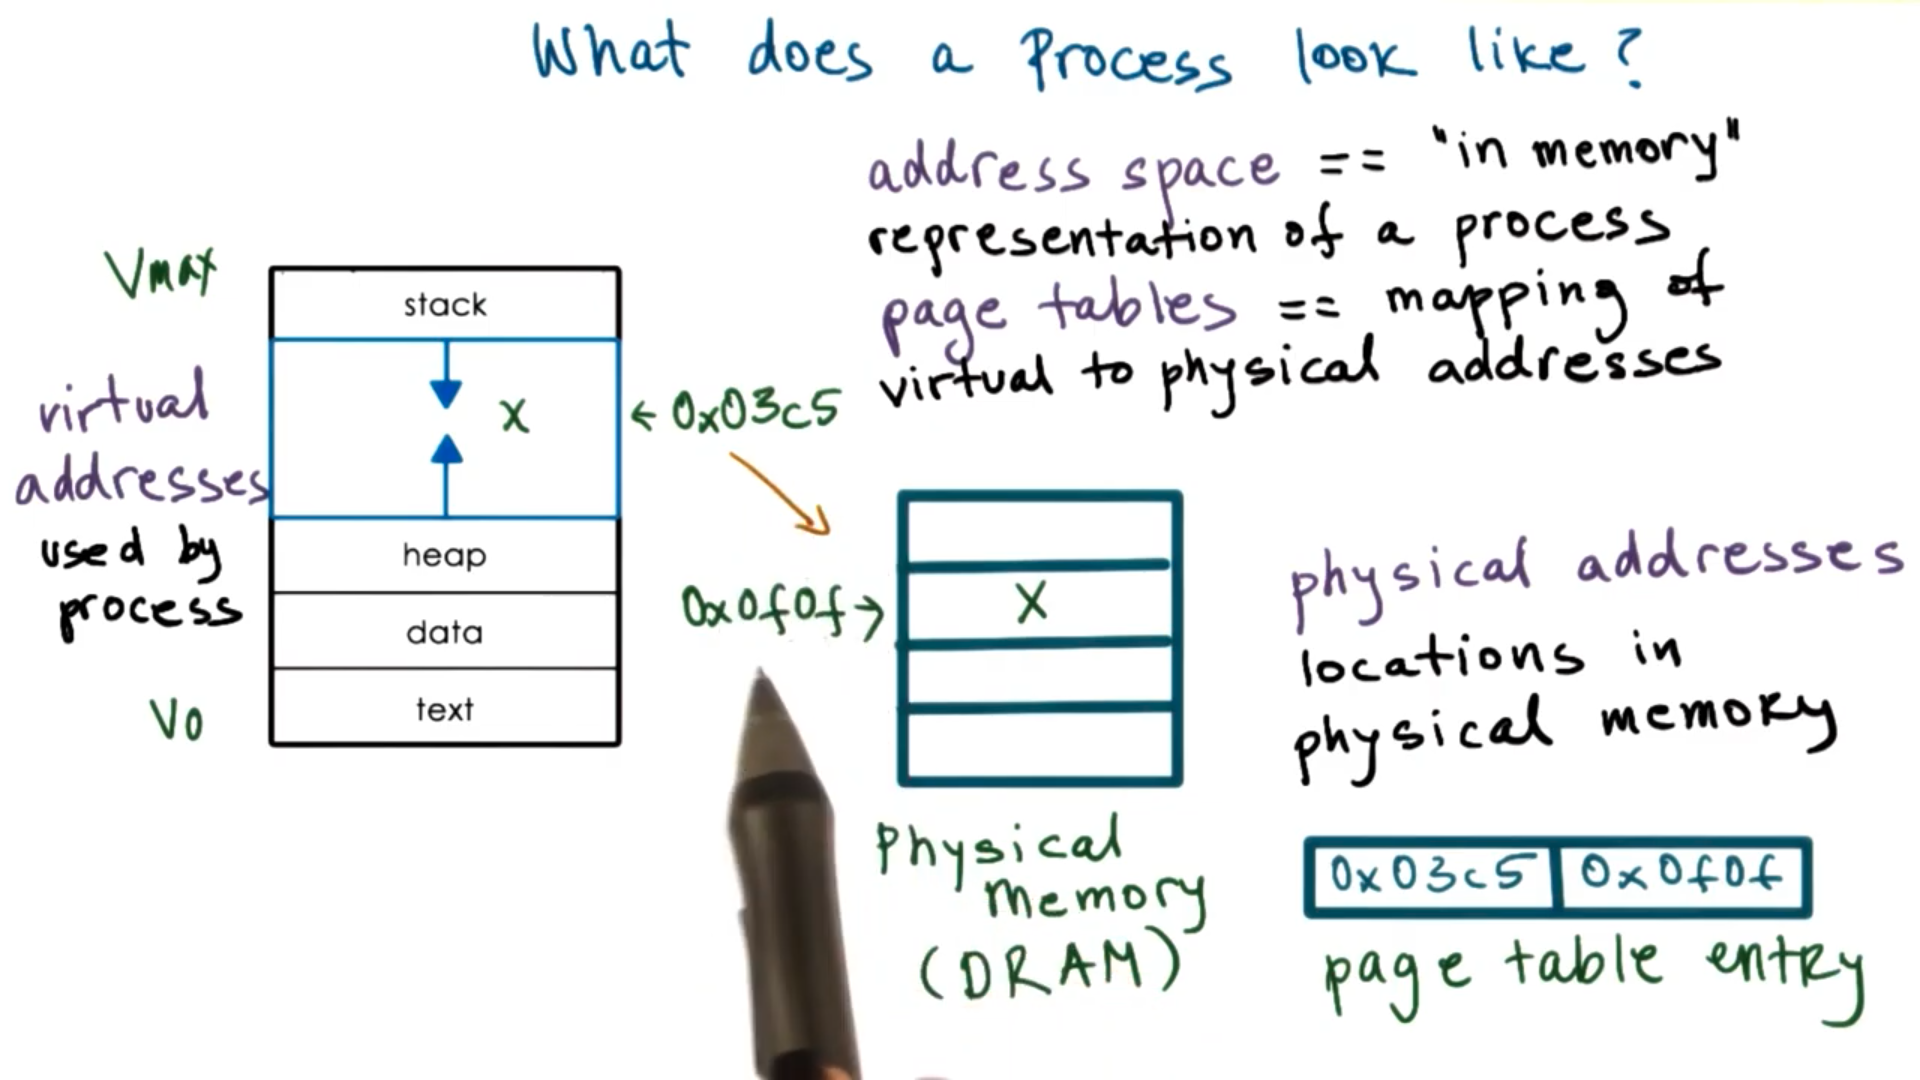 What does a Process look like?
address space == "in memory"
representation of a process
page tables == mapping of
virtual to physical addresses
Vmax
stack
virtual
addresses
used by
process
X
← 0x03c5
heap
data
V0
text
0x0f0f →
X
Physical
memory
(DRAM)
physical addresses
locations in
physical memory
0x03c5 0x0f0f
page table entry